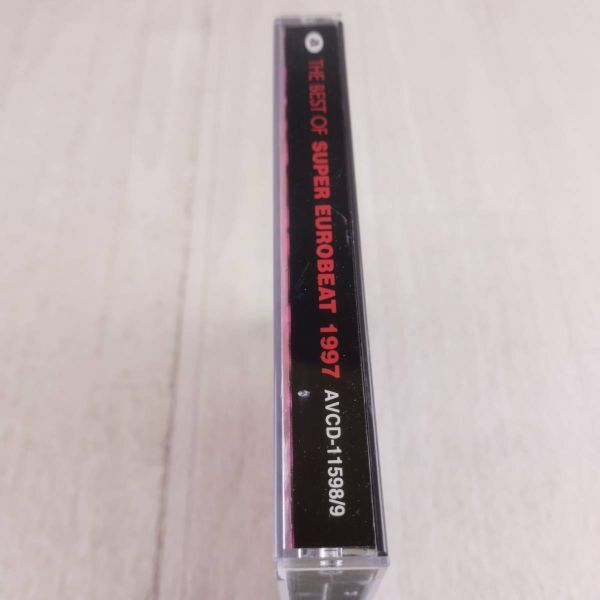 a THE BEST OF SUPER EUROBEAT 1997 AVCD-11598/9